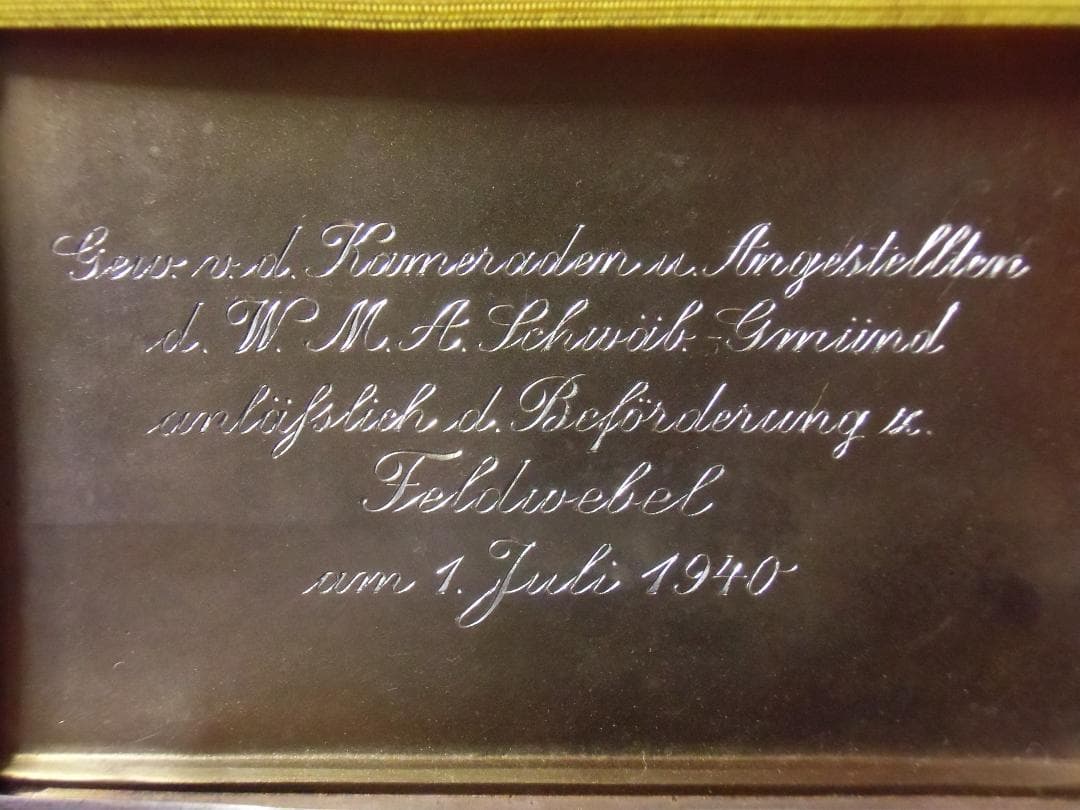 Gew. v. d. Kameraden u. Angestellten
d. W. M. A. Schwäb.-Gmünd
anläßlich d. Beförderung z.
Feldwebel
am 1. Juli 1940